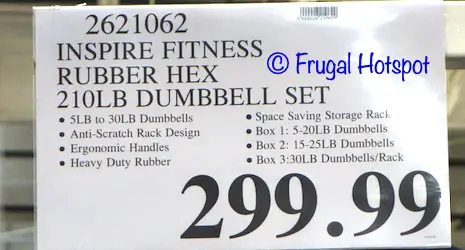 2621062
INSPIRE FITNESS
RUBBER HEX
© Frugal Hotspot
210LB DUMBBELL SET
• 5LB to 30LB Dumbbells
• Anti-Scratch Rack Design
• Ergonomic Handles
• Heavy Duty Rubber
• Space Saving Storage Rack
• Box 1: 5-20LB Dumbbells
• Box 2: 15-25LB Dumbbells
• Box 3:30LB Dumbbells/Rack
299.99